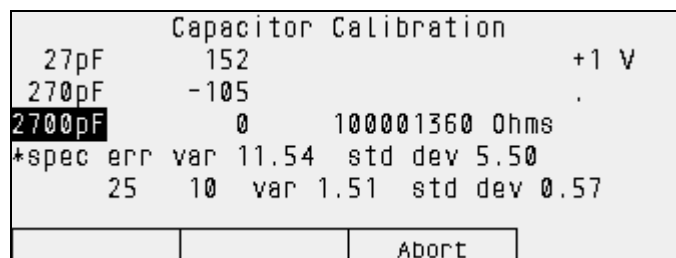 Capacitor Calibration
27pF 152 +1 V
270pF -105 .
2700pF 0 100001360 Ohms
*spec err var 11.54 std dev 5.50
25 10 var 1.51 std dev 0.57
Abort